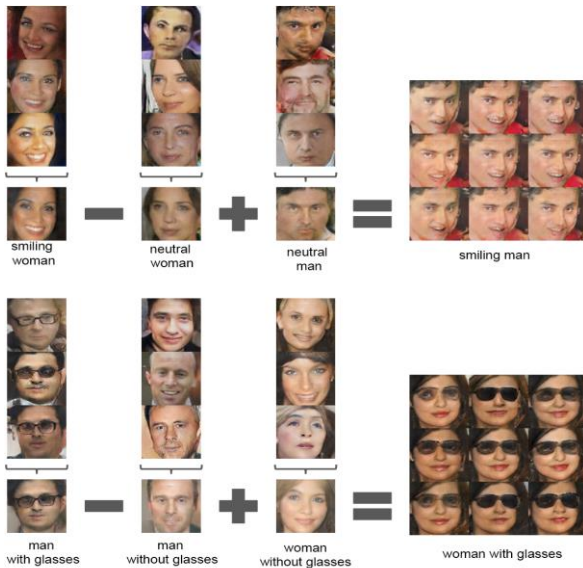 smiling
woman
neutral
woman
neutral
man
smiling man
man
with glasses
man
without glasses
woman
without glasses
woman with glasses